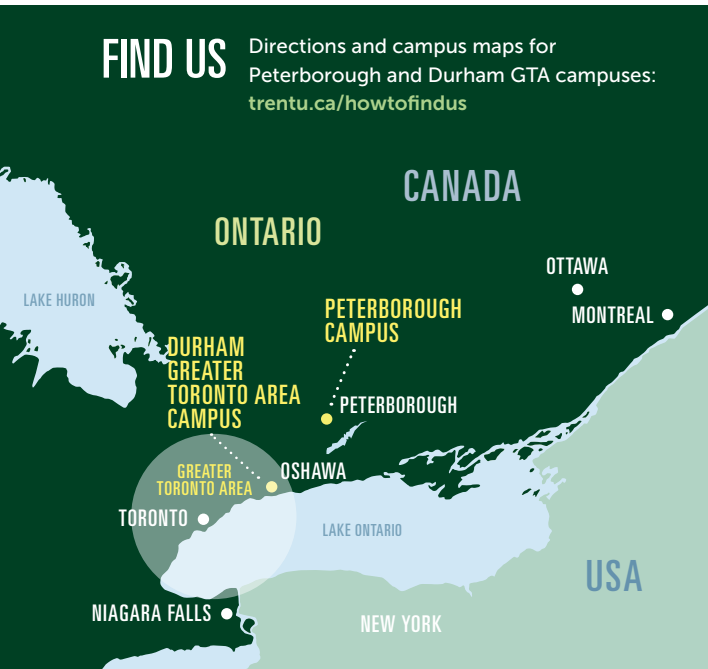 FIND US
Directions and campus maps for
Peterborough and Durham GTA campuses:
trentu.ca/howtofindus
CANADA
ONTARIO
OTTAWA
LAKE HURON
MONTREAL
PETERBOROUGH
CAMPUS
DURHAM
GREATER
TORONTO AREA
CAMPUS
PETERBOROUGH
GREATER
TORONTO AREA
OSHAWA
TORONTO
LAKE ONTARIO
USA
NIAGARA FALLS
NEW YORK